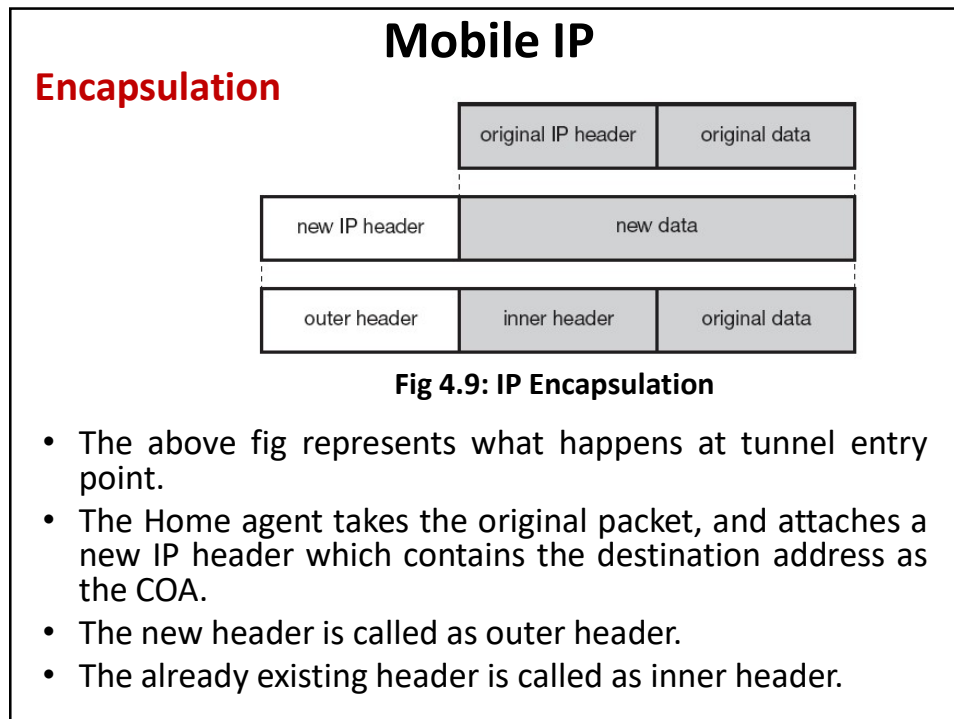 Mobile IP
Encapsulation
original IP header original data
new IP header new data
outer header inner header original data
Fig 4.9: IP Encapsulation
• The above fig represents what happens at tunnel entry
point.
• The Home agent takes the original packet, and attaches a
new IP header which contains the destination address as
the COA.
• The new header is called as outer header.
• The already existing header is called as inner header.